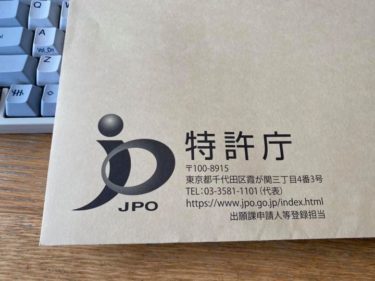 特許庁
〒100-8915
東京都千代田区霞が関三丁目4番3号
TEL：03-3581-1101（代表）
https://www.jpo.go.jp/index.html
出願課申請人等登録担当
JPO
Q
A
Z